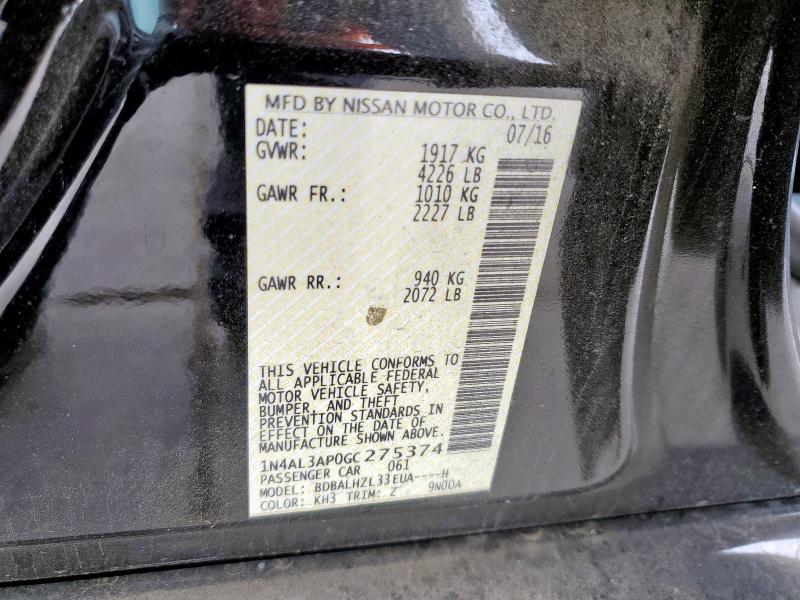 MFD BY NISSAN MOTOR CO., LTD.
DATE: 07/16
GVWR: 1917 KG
4226 LB
GAWR FR.: 1010 KG
2227 LB
GAWR RR.: 940 KG
2072 LB
THIS VEHICLE CONFORMS TO
ALL APPLICABLE FEDERAL
MOTOR VEHICLE SAFETY,
BUMPER, AND THEFT
PREVENTION STANDARDS IN
EFFECT ON THE DATE OF
MANUFACTURE SHOWN ABOVE.
1N4AL3AP0GC275374
PASSENGER CAR 061
MODEL: BDBALHZL33EUA----H
COLOR: KH3 TRIM: Z 9N00A